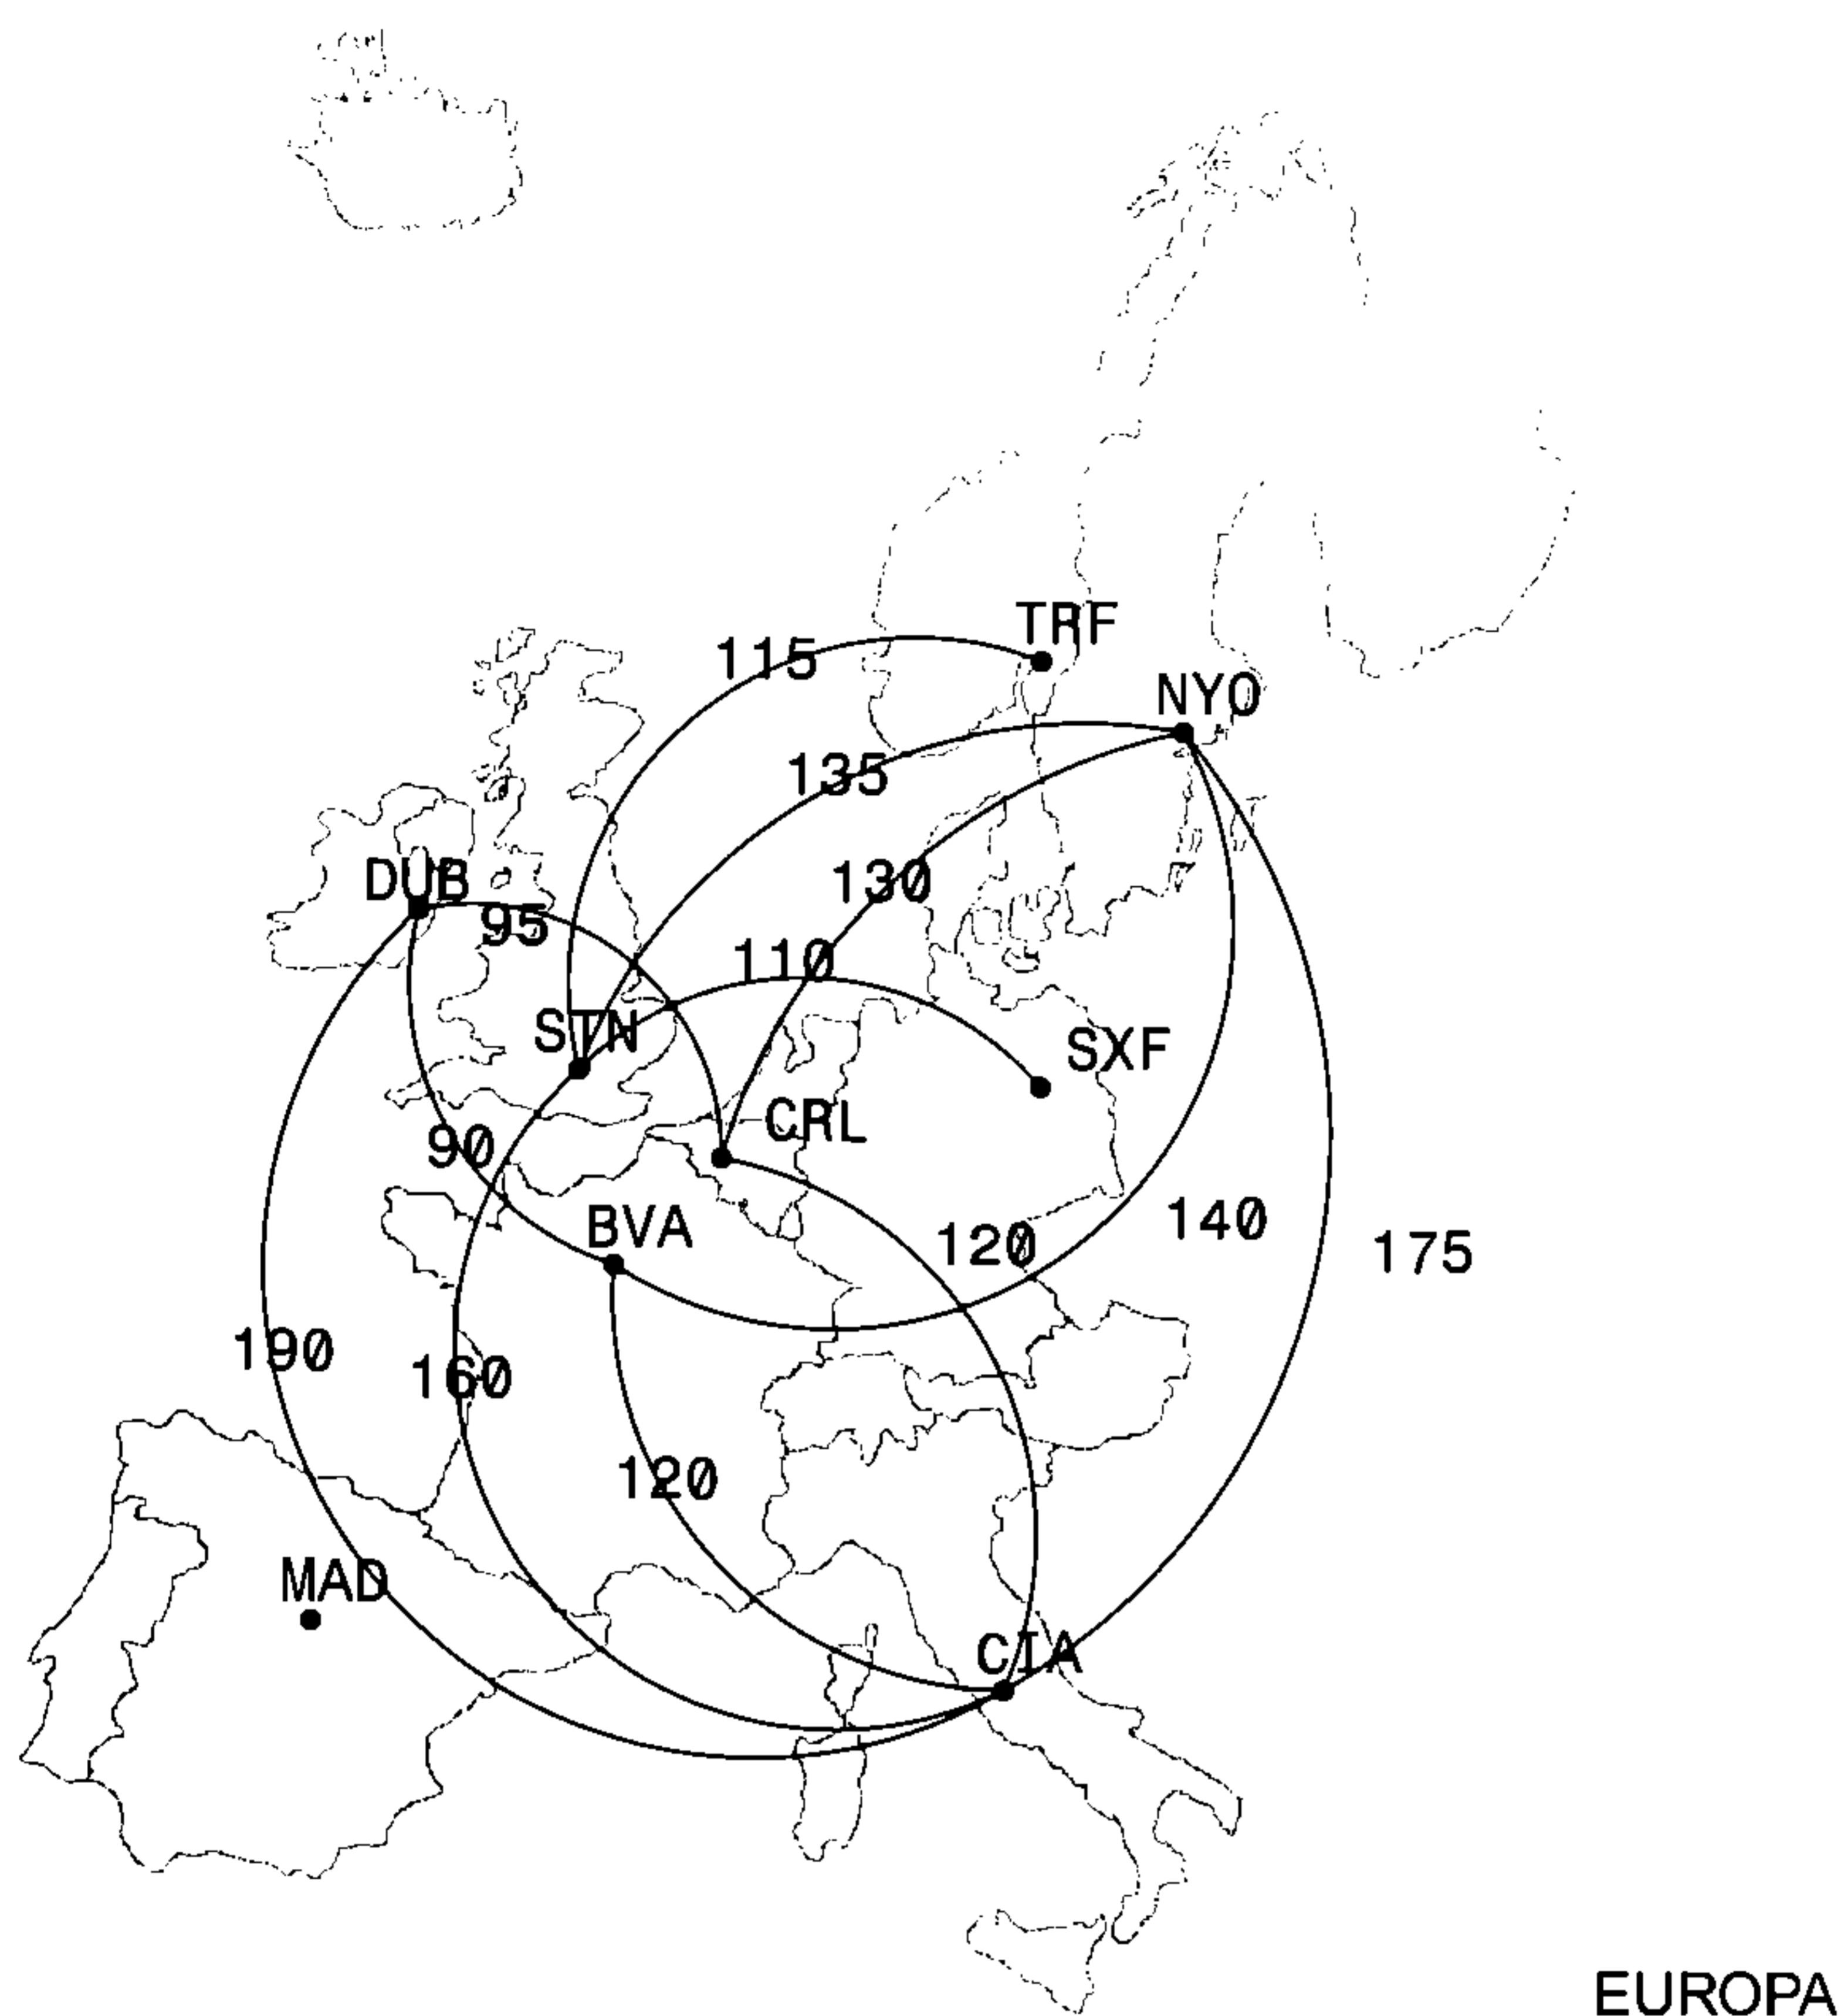 TRF
115
NYO
135
DUB
130
95
110
STN
SXF
CRL
90
BVA
140
120
175
190
160
120
MAD
CIA
EUROPA